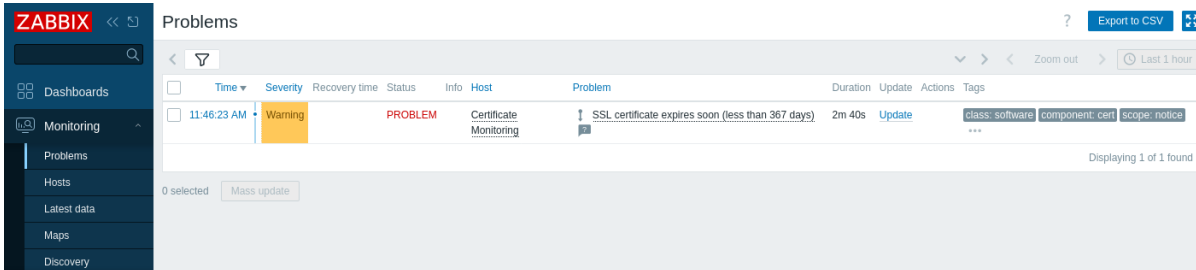 ZABBIX
Problems
?
Export to CSV
Zoom out
Last 1 hour
Dashboards
Monitoring
Problems
Hosts
Latest data
Maps
Discovery
Time Severity Recovery time Status Info Host Problem Duration Update Actions Tags
11:46:23 AM Warning PROBLEM Certificate SSL certificate expires soon (less than 367 days) 2m 40s Update class: software component: cert scope: notice
Monitoring ? •••
Displaying 1 of 1 found
0 selected Mass update